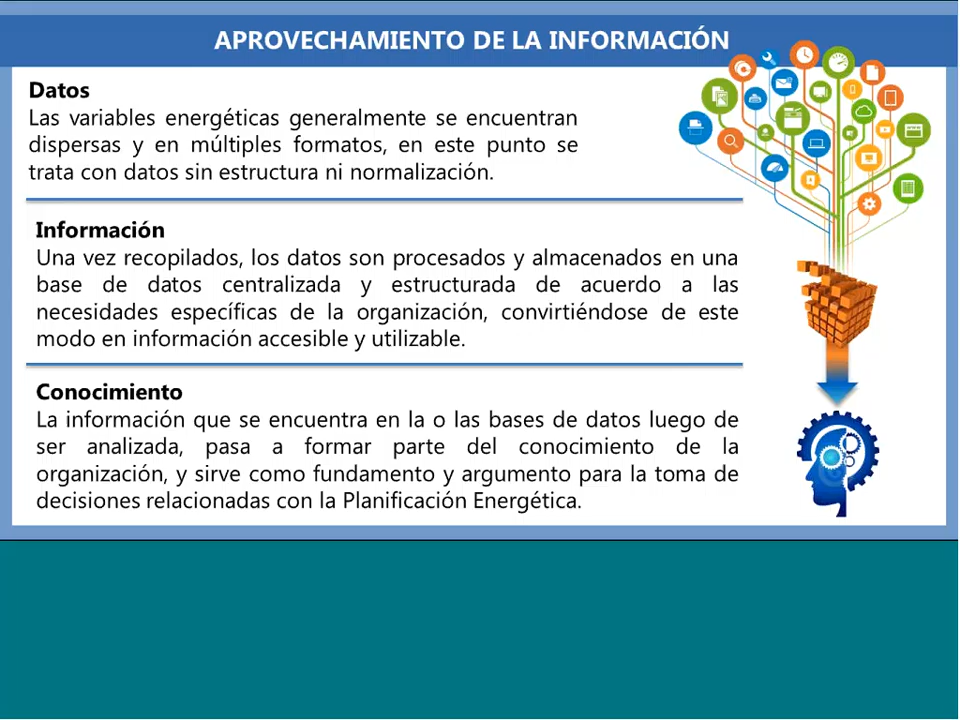 APROVECHAMIENTO DE LA INFORMACIÓN
Datos
Las variables energéticas generalmente se encuentran
dispersas y en múltiples formatos, en este punto se
trata con datos sin estructura ni normalización.
Información
Una vez recopilados, los datos son procesados y almacenados en una
base de datos centralizada y estructurada de acuerdo a las
necesidades específicas de la organización, convirtiéndose de este
modo en información accesible y utilizable.
Conocimiento
La información que se encuentra en la o las bases de datos luego de
ser analizada, pasa a formar parte del conocimiento de la
organización, y sirve como fundamento y argumento para la toma de
decisiones relacionadas con la Planificación Energética.